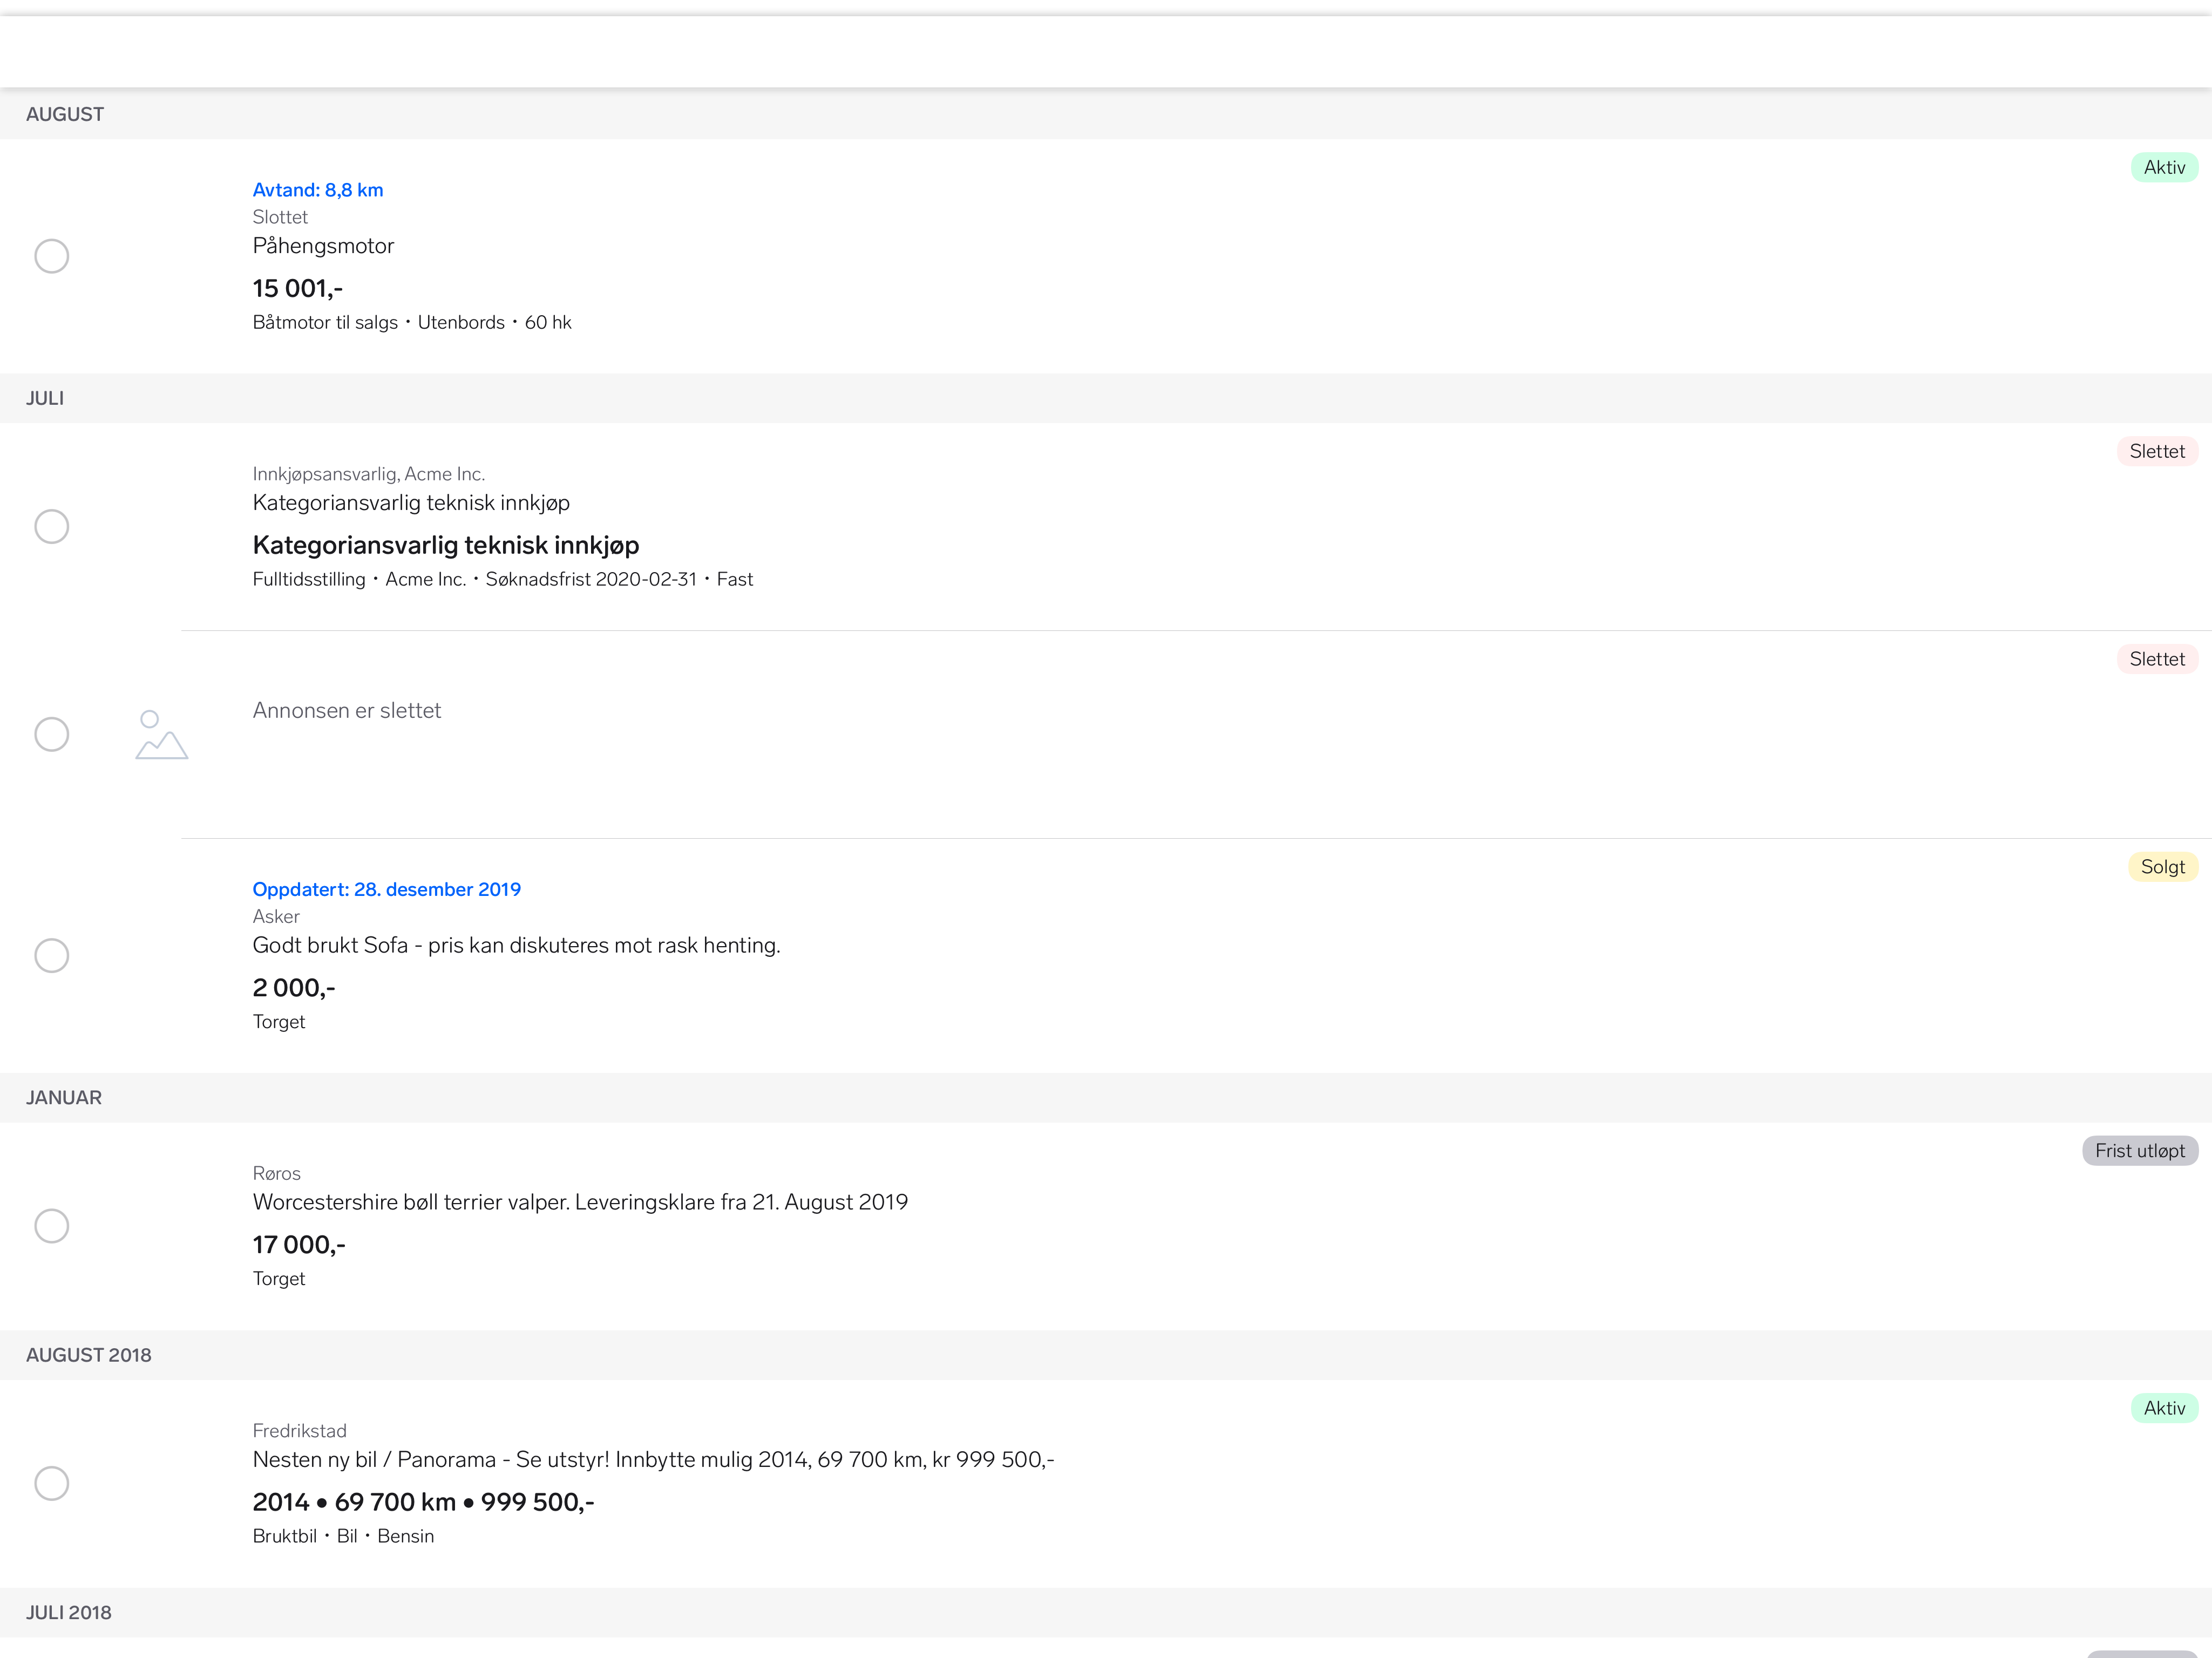 AUGUST
Aktiv
Avtand: 8,8 km
Slottet
Påhengsmotor
15 001,-
Båtmotor til salgs • Utenbords • 60 hk
JULI
Slettet
Innkjøpsansvarlig, Acme Inc.
Kategoriansvarlig teknisk innkjøp
Kategoriansvarlig teknisk innkjøp
Fulltidsstilling • Acme Inc. • Søknadsfrist 2020-02-31 • Fast
Slettet
Annonsen er slettet
Solgt
Oppdatert: 28. desember 2019
Asker
Godt brukt Sofa - pris kan diskuteres mot rask henting.
2 000,-
Torget
JANUAR
Frist utløpt
Røros
Worcestershire bøll terrier valper. Leveringsklare fra 21. August 2019
17 000,-
Torget
AUGUST 2018
Aktiv
Fredrikstad
Nesten ny bil / Panorama - Se utstyr! Innbytte mulig 2014, 69 700 km, kr 999 500,-
2014 • 69 700 km • 999 500,-
Bruktbil • Bil • Bensin
JULI 2018